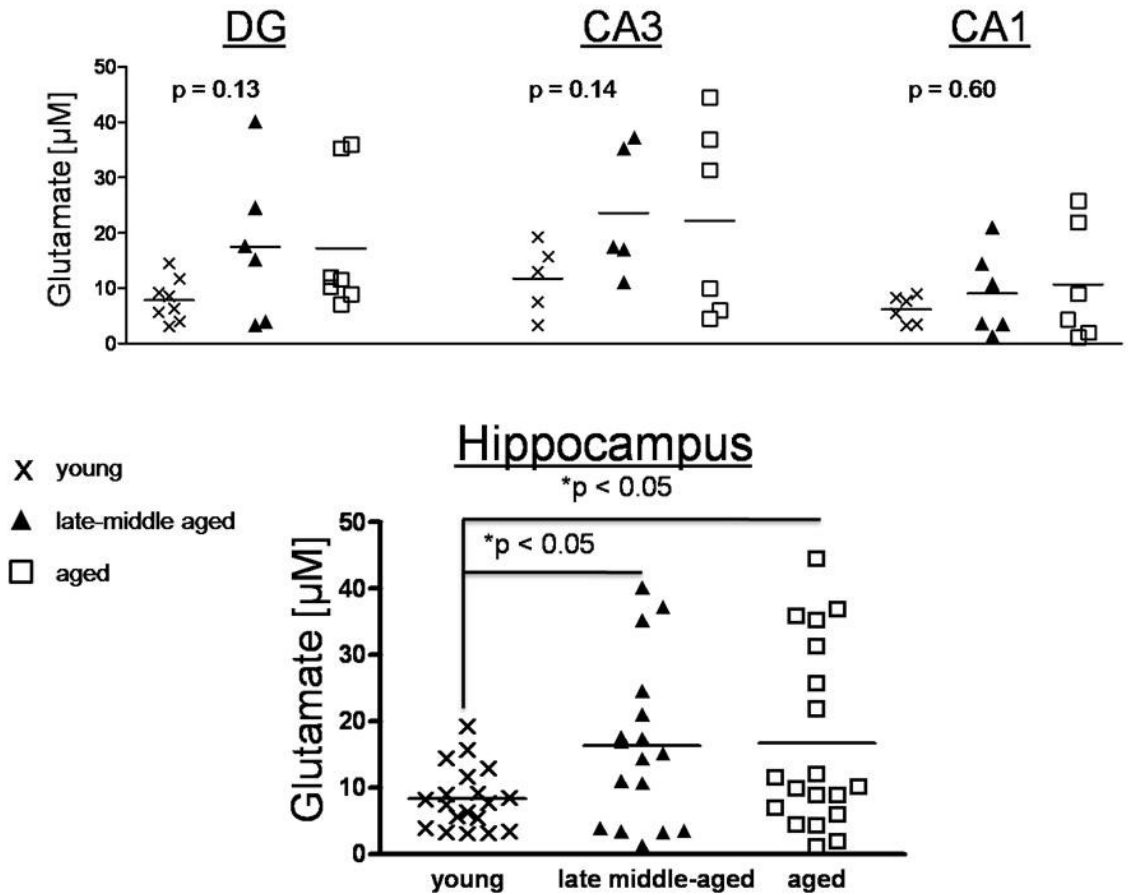 DG CA3 CA1
50
40
30
20
10
0
Glutamate [µM]
p = 0.13 p = 0.14 p = 0.60
Hippocampus
*p < 0.05
*p < 0.05
x young
▲ late-middle aged
□ aged
50
40
30
20
10
0
Glutamate [µM]
young late middle-aged aged